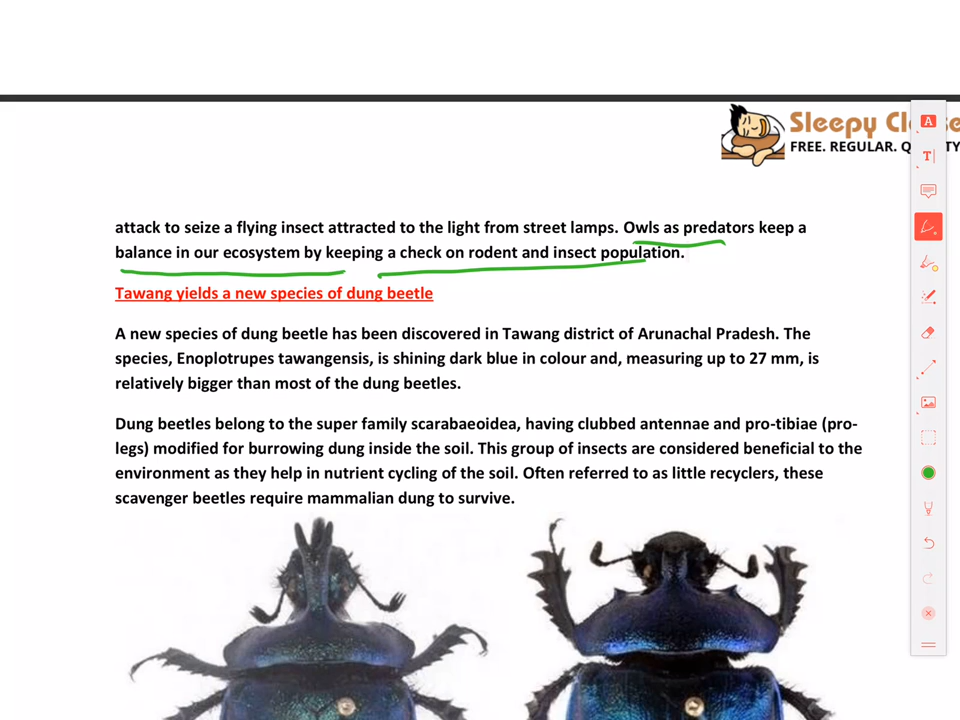 Sleepy Cl
FREE. REGULAR. Q
attack to seize a flying insect attracted to the light from street lamps. Owls as predators keep a
balance in our ecosystem by keeping a check on rodent and insect population.
Tawang yields a new species of dung beetle
A new species of dung beetle has been discovered in Tawang district of Arunachal Pradesh. The
species, Enoplotrupes tawangensis, is shining dark blue in colour and, measuring up to 27 mm, is
relatively bigger than most of the dung beetles.
Dung beetles belong to the super family scarabaeoidea, having clubbed antennae and pro-tibiae (pro-
legs) modified for burrowing dung inside the soil. This group of insects are considered beneficial to the
environment as they help in nutrient cycling of the soil. Often referred to as little recyclers, these
scavenger beetles require mammalian dung to survive.
A
T